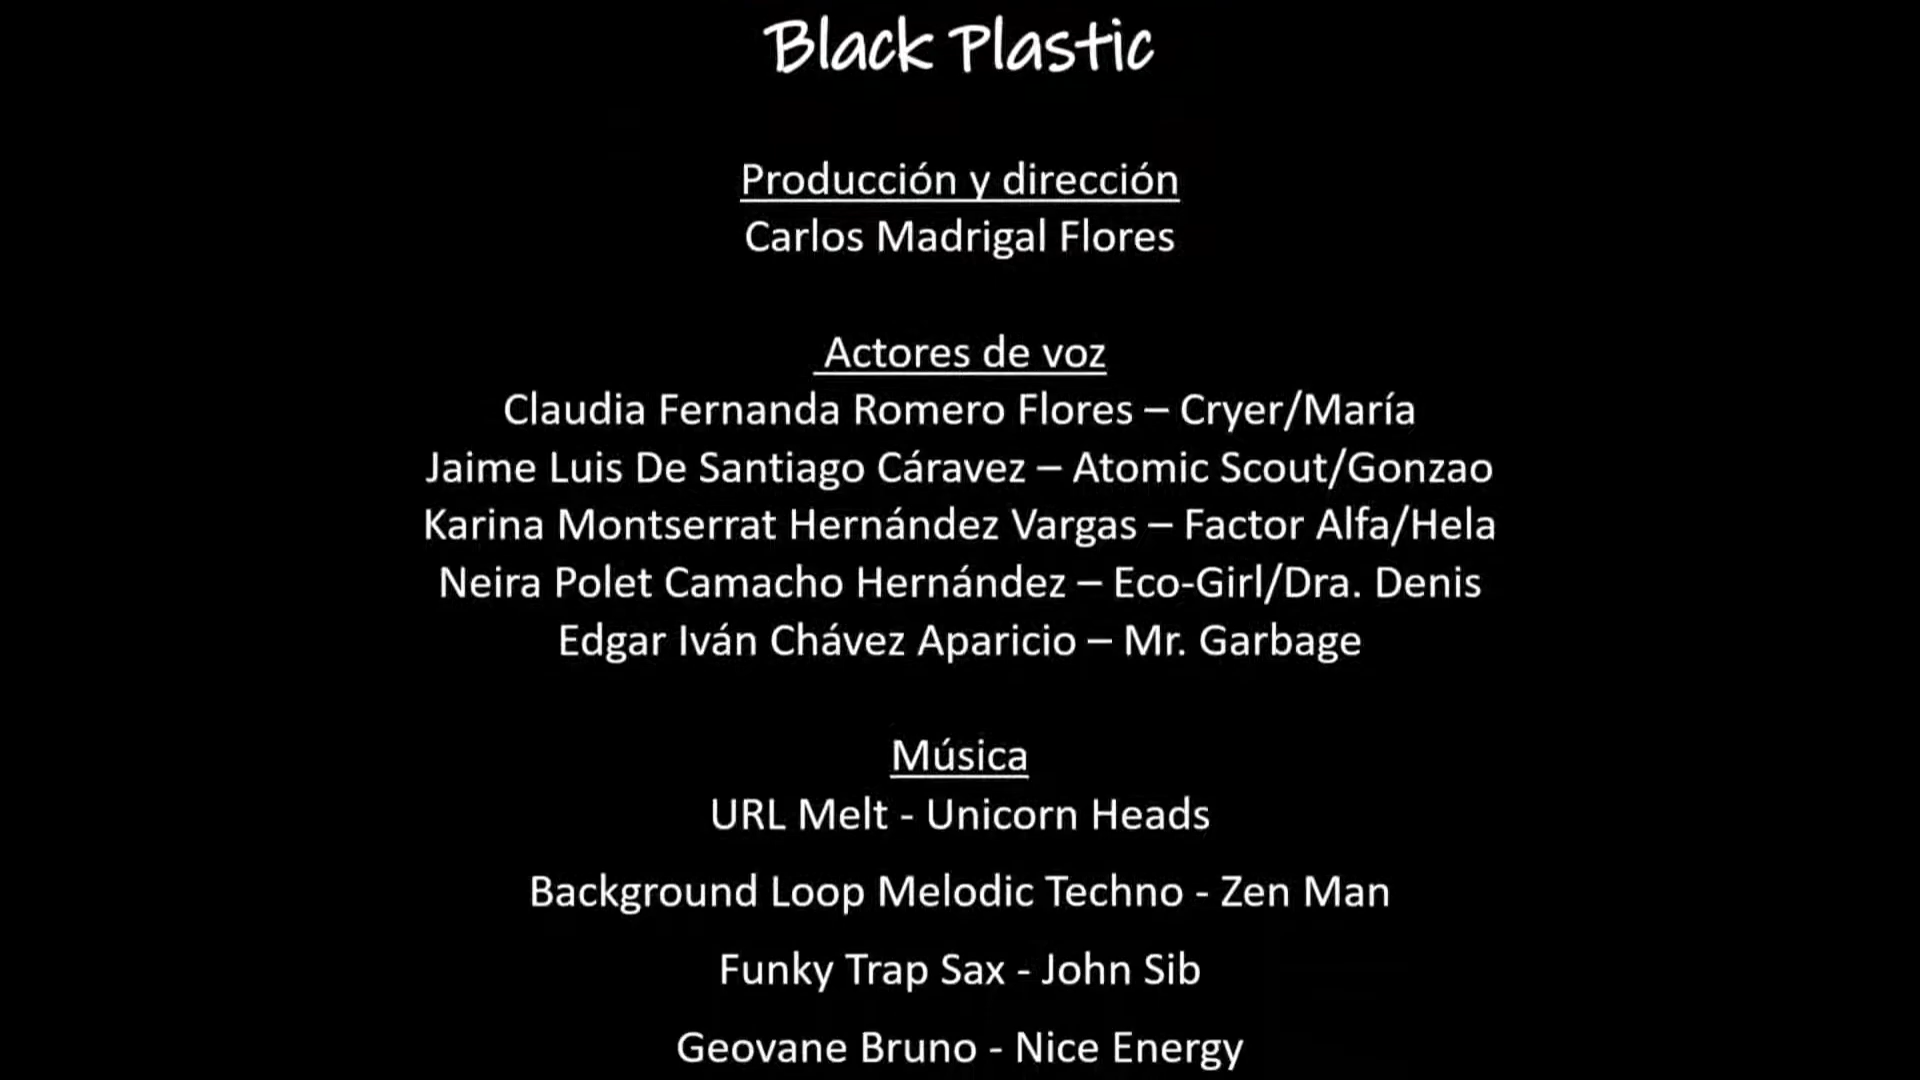 Black Plastic
Producción y dirección
Carlos Madrigal Flores
Actores de voz
Claudia Fernanda Romero Flores – Cryer/María
Jaime Luis De Santiago Cáravez – Atomic Scout/Gonzao
Karina Montserrat Hernández Vargas – Factor Alfa/Hela
Neira Polet Camacho Hernández – Eco-Girl/Dra. Denis
Edgar Iván Chávez Aparicio – Mr. Garbage
Música
URL Melt - Unicorn Heads
Background Loop Melodic Techno - Zen Man
Funky Trap Sax - John Sib
Geovane Bruno - Nice Energy